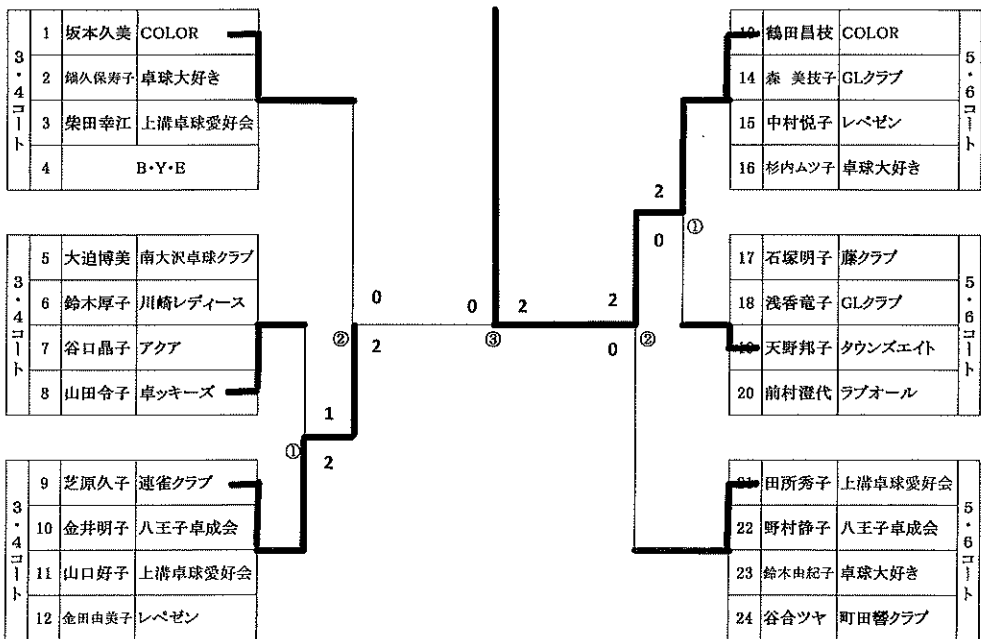 3・4コート
1 坂本久美 COLOR
2 鍋久保寿子 卓球大好き
3 柴田幸江 上溝卓球愛好会
4 B・Y・E
3・4コート
5 大迫博美 南大沢卓球クラブ
6 鈴木厚子 川崎レディース
7 谷口晶子 アクア
8 山田令子 卓ッキーズ
3・4コート
9 芝原久子 連雀クラブ
10 金井明子 八王子卓成会
11 山口好子 上溝卓球愛好会
12 金田由美子 レペゼン
0
②
2
1
①
2
0 2
③
2
0
①
2
②
0
5・6コート
鶴田昌枝 COLOR
14 森 美技子 GLクラブ
15 中村悦子 レペゼン
16 杉内ムツ子 卓球大好き
5・6コート
17 石塚明子 藤クラブ
18 浅香竜子 GLクラブ
天野邦子 タウンズエイト
20 前村澄代 ラブオール
5・6コート
田所秀子 上溝卓球愛好会
22 野村静子 八王子卓成会
23 鈴木由紀子 卓球大好き
24 谷合ツヤ 町田響クラブ